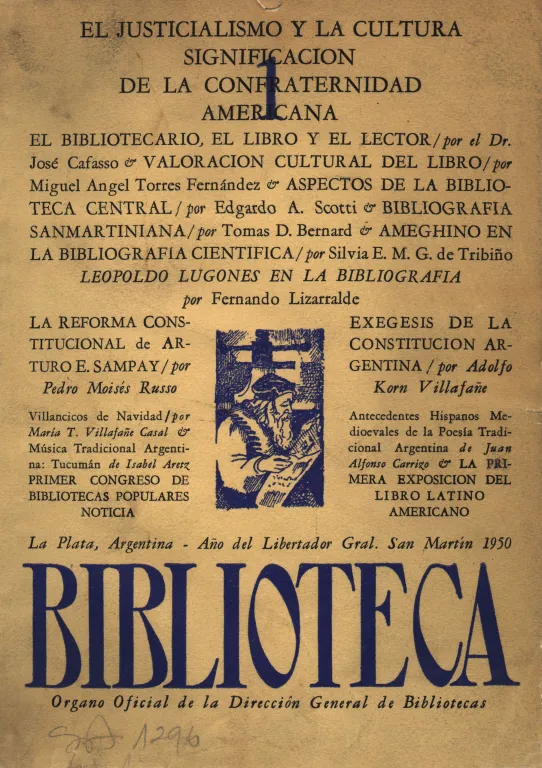 EL JUSTICIALISMO Y LA CULTURA
SIGNIFICACION
DE LA CONFRATERNIDAD
AMERICANA
1
EL BIBLIOTECARIO, EL LIBRO Y EL LECTOR/por el Dr.
José Cafasso & VALORACION CULTURAL DEL LIBRO/por
Miguel Angel Torres Fernández & ASPECTOS DE LA BIBLIO-
TECA CENTRAL/por Edgardo A. Scotti & BIBLIOGRAFIA
SANMARTINIANA/por Tomas D. Bernard & AMEGHINO EN
LA BIBLIOGRAFIA CIENTIFICA/por Silvia E. M. G. de Tribiño
LEOPOLDO LUGONES EN LA BIBLIOGRAFIA
por Fernando Lizarralde
LA REFORMA CONS-
TITUCIONAL de AR-
TURO E. SAMPAY/por
Pedro Moisés Russo
Villancicos de Navidad/por
María T. Villafañe Casal &
Música Tradicional Argenti-
na: Tucumán de Isabel Aretz
PRIMER CONGRESO DE
BIBLIOTECAS POPULARES
NOTICIA
EXEGESIS DE LA
CONSTITUCION AR-
GENTINA/por Adolfo
Korn Villafañe
Antecedentes Hispanos Me-
dioevales de la Poesía Tradi-
cional Argentina de Juan
Alfonso Carrizo & LA PRI-
MERA EXPOSICION DEL
LIBRO LATINO
AMERICANO
La Plata, Argentina - Año del Libertador Gral. San Martín 1950
BIBLIOTECA
Organo Oficial de la Dirección General de Bibliotecas
1296